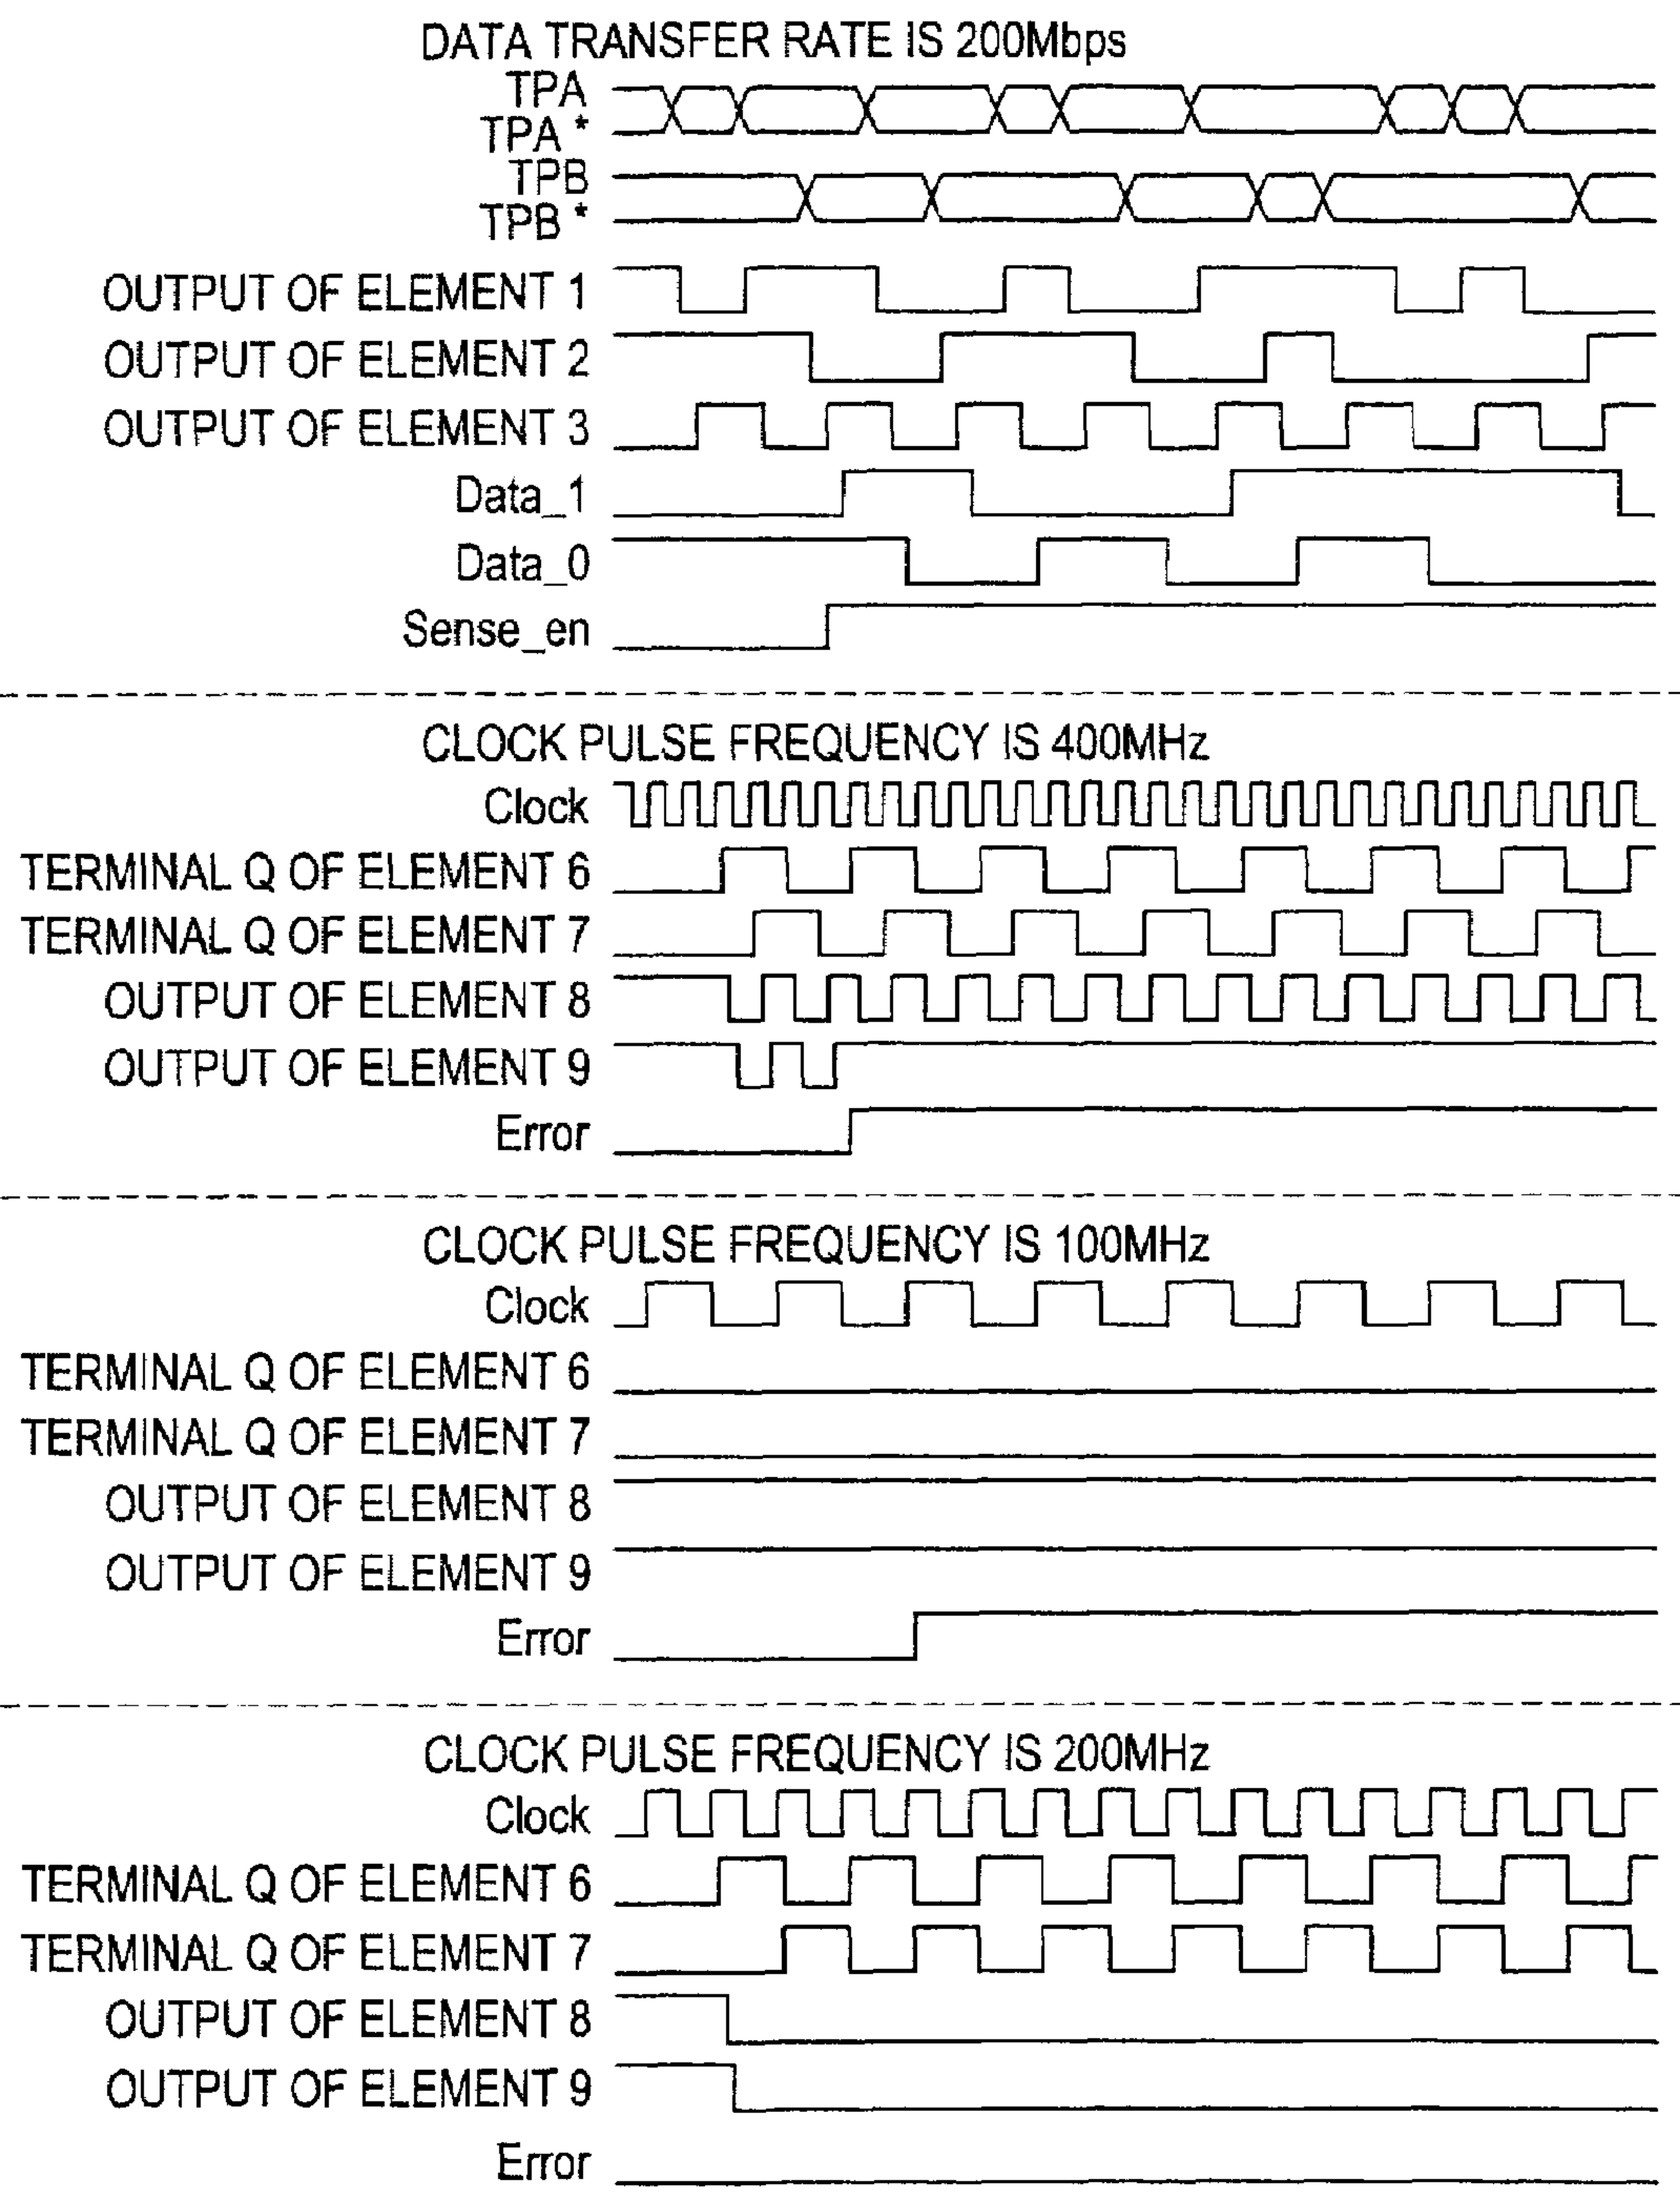 DATA TRANSFER RATE IS 200Mbps
TPA
TPA *
TPB
TPB *
OUTPUT OF ELEMENT 1
OUTPUT OF ELEMENT 2
OUTPUT OF ELEMENT 3
Data_1
Data_0
Sense_en
CLOCK PULSE FREQUENCY IS 400MHz
Clock
TERMINAL Q OF ELEMENT 6
TERMINAL Q OF ELEMENT 7
OUTPUT OF ELEMENT 8
OUTPUT OF ELEMENT 9
Error
CLOCK PULSE FREQUENCY IS 100MHz
Clock
TERMINAL Q OF ELEMENT 6
TERMINAL Q OF ELEMENT 7
OUTPUT OF ELEMENT 8
OUTPUT OF ELEMENT 9
Error
CLOCK PULSE FREQUENCY IS 200MHz
Clock
TERMINAL Q OF ELEMENT 6
TERMINAL Q OF ELEMENT 7
OUTPUT OF ELEMENT 8
OUTPUT OF ELEMENT 9
Error